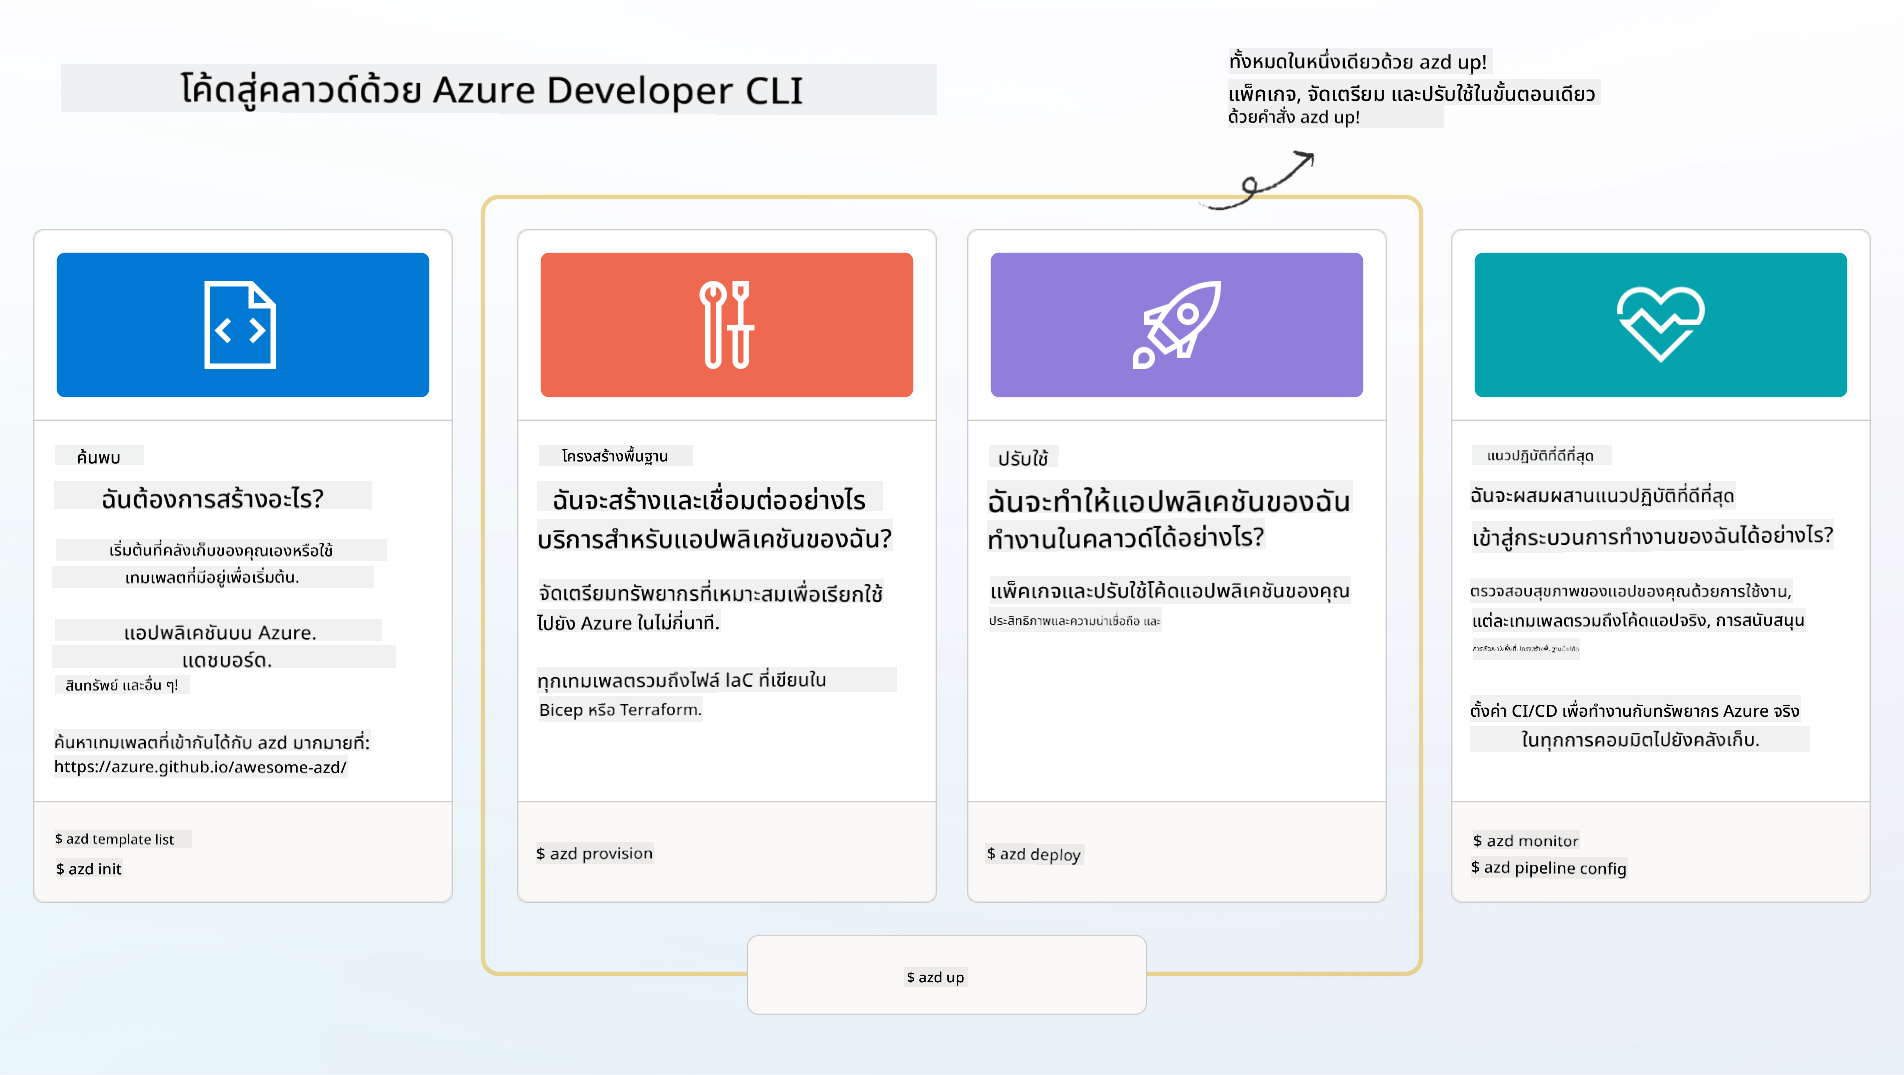 โค้ดสู่คลาวด์ด้วย Azure Developer CLI
ทั้งหมดในหนึ่งเดียวด้วย azd up!
แพ็คเกจ, จัดเตรียม และปรับใช้ในขั้นตอนเดียว
ด้วยคำสั่ง azd up!
ค้นพบ
ฉันต้องการสร้างอะไร?
เริ่มต้นที่คลังเก็บของคุณเองหรือใช้
เทมเพลตที่มีอยู่เพื่อเริ่มต้น.
แอปพลิเคชันบน Azure.
แดชบอร์ด.
สินทรัพย์ และอื่น ๆ!
ค้นหาเทมเพลตที่เข้ากันได้กับ azd มากมายที่:
https://azure.github.io/awesome-azd/
$ azd template list
$ azd init
โครงสร้างพื้นฐาน
ฉันจะสร้างและเชื่อมต่ออย่างไร
บริการสำหรับแอปพลิเคชันของฉัน?
จัดเตรียมทรัพยากรที่เหมาะสมเพื่อเรียกใช้
ไปยัง Azure ในไม่กี่นาที.
ทุกเทมเพลตรวมถึงไฟล์ IaC ที่เขียนใน
Bicep หรือ Terraform.
$ azd provision
ปรับใช้
ฉันจะทำให้แอปพลิเคชันของฉัน
ทำงานในคลาวด์ได้อย่างไร?
แพ็คเกจและปรับใช้โค้ดแอปพลิเคชันของคุณ
ประสิทธิภาพและความน่าเชื่อถือ และ
$ azd deploy
แนวปฏิบัติที่ดีที่สุด
ฉันจะผสมผสานแนวปฏิบัติที่ดีที่สุด
เข้าสู่กระบวนการทำงานของฉันได้อย่างไร?
ตรวจสอบสุขภาพของแอปของคุณด้วยการใช้งาน,
แต่ละเทมเพลตรวมถึงโค้ดแอปจริง, การสนับสนุน
ตั้งค่า CI/CD เพื่อทำงานกับทรัพยากร Azure จริง
ในทุกการคอมมิตไปยังคลังเก็บ.
$ azd monitor
$ azd pipeline config
$ azd up